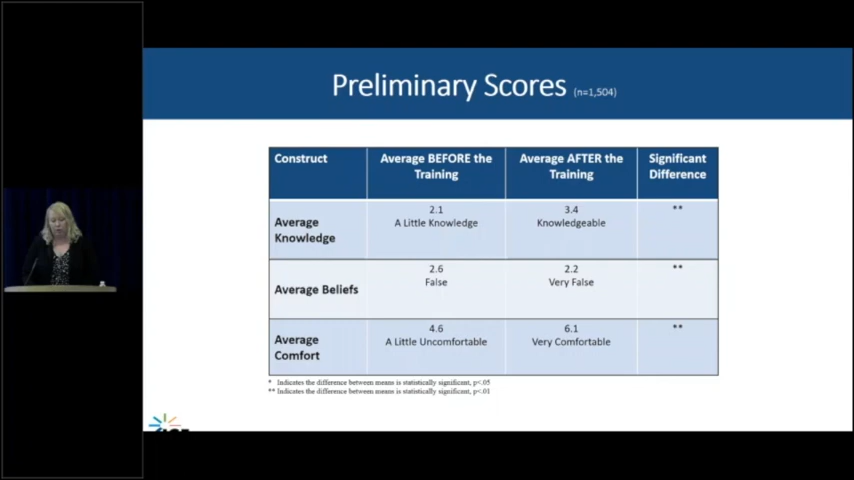 Preliminary Scores (n=1,504)
Construct
Average BEFORE the
Training
Average AFTER the
Training
Significant
Difference
Average
Knowledge
2.1
A Little Knowledge
3.4
Knowledgeable
**
Average Beliefs
2.6
False
2.2
Very False
**
Average
Comfort
4.6
A Little Uncomfortable
6.1
Very Comfortable
**
* Indicates the difference between means is statistically significant, p<.05
** Indicates the difference between means is statistically significant, p<.01